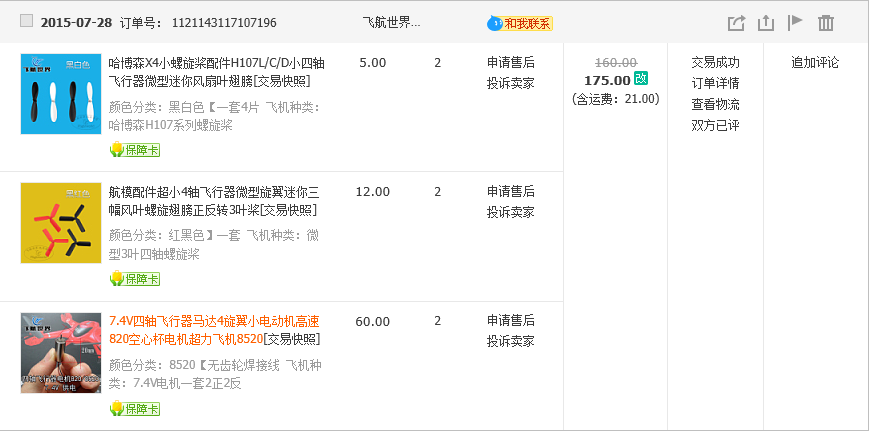 2015-07-28 订单号： 1121143117107196 飞航世界... 和我联系
飞航世界 黑白色
哈博森X4小螺旋桨配件H107L/C/D小四轴 5.00 2 申请售后 160.00 交易成功 追加评论
飞行器微型迷你风扇叶翅膀[交易快照] 投诉卖家 175.00 改 订单详情
颜色分类：黑白色【一套4片 飞机种类： (含运费：21.00) 查看物流
哈博森H107系列螺旋桨 双方已评
保障卡
黑红色
航模配件超小4轴飞行器微型旋翼迷你三 12.00 2 申请售后
幅风叶螺旋翅膀正反转3叶桨[交易快照] 投诉卖家
颜色分类：红黑色】一套 飞机种类：微
型3叶四轴螺旋桨
保障卡
飞航世界
7.4V四轴飞行器马达4旋翼小电动机高速 60.00 2 申请售后
820空心杯电机超力飞机8520[交易快照] 投诉卖家
20mm
颜色分类：8520【无齿轮焊接线 飞机种
类：7.4V电机一套2正2反
保障卡